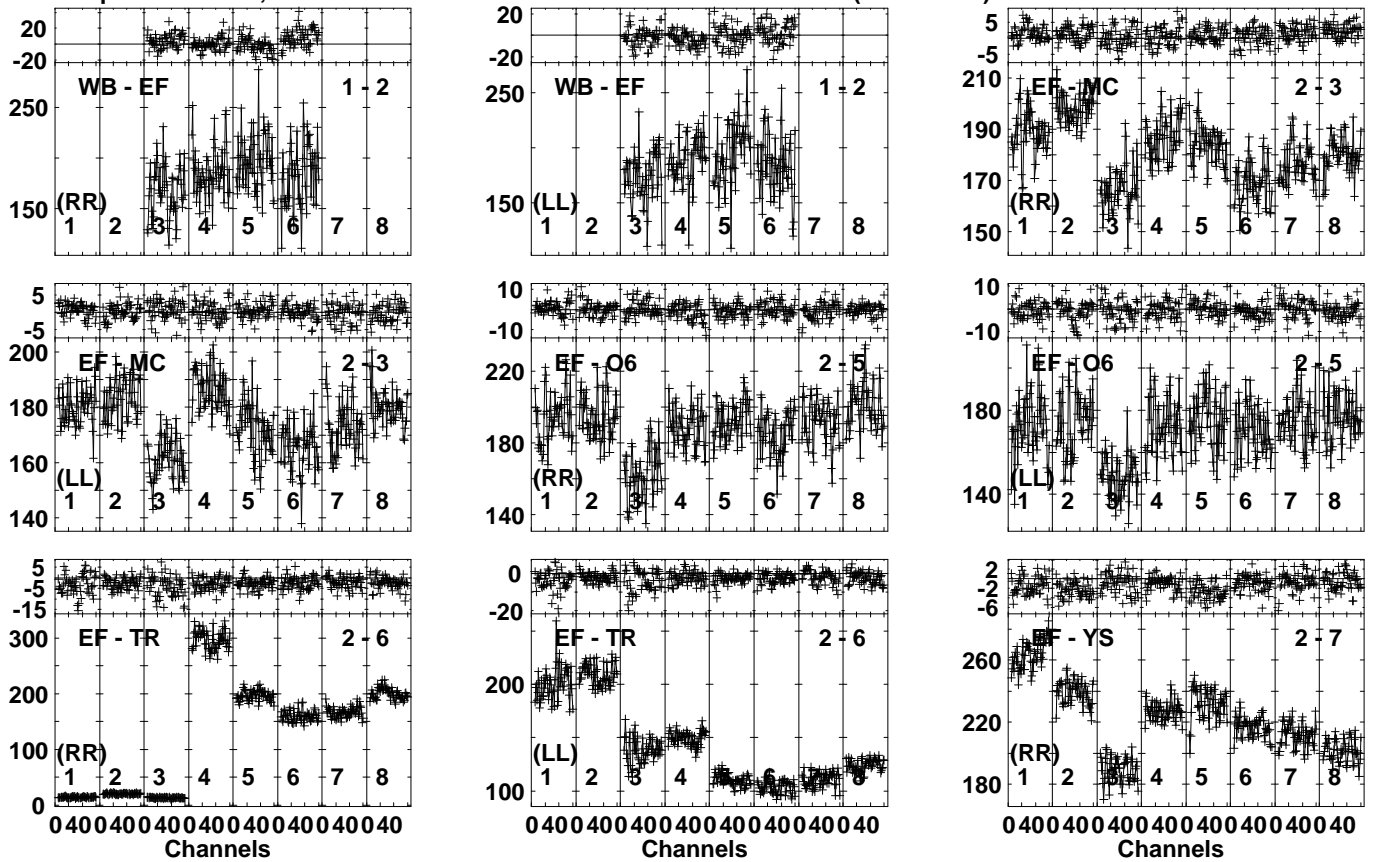 20
-20
WB - EF 1 - 2
250
150
(RR)
1 2 3 4 5 6 7 8
20
-20
WB - EF 1 - 2
250
150
(LL)
1 2 3 4 5 6 7 8
5
-5
EF - MC 2 - 3
210
190
170
150
(RR)
1 2 3 4 5 6 7 8
5
-5
EF - MC 2 - 3
200
180
160
140
(LL)
1 2 3 4 5 6 7 8
10
-10
EF - O6 2 - 5
220
180
140
(RR)
1 2 3 4 5 6 7 8
10
-10
EF - O6 2 - 5
180
140
(LL)
1 2 3 4 5 6 7 8
5
-5
-15
EF - TR 2 - 6
300
200
100
0
(RR)
1 2 3 4 5 6 7 8
0 40 0 40 0 40 0 40 0 40 0 40 0 40 0 40
Channels
0
-20
EF - TR 2 - 6
200
100
(LL)
1 2 3 4 5 6 7 8
0 40 0 40 0 40 0 40 0 40 0 40 0 40 0 40
Channels
2
-2
-6
EF - YS 2 - 7
260
220
180
(RR)
1 2 3 4 5 6 7 8
0 40 0 40 0 40 0 40 0 40 0 40 0 40 0 40
Channels